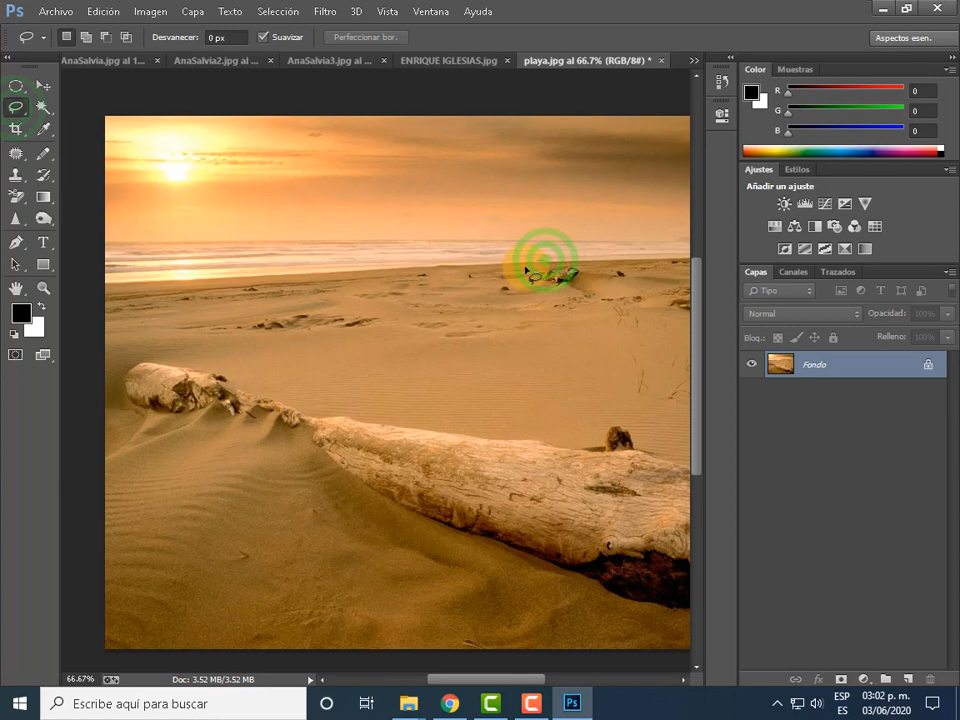 Ps Archivo Edición Imagen Capa Texto Selección Filtro 3D Vista Ventana Ayuda
Desvanecer: 0 px Suavizar Perfeccionar bor. Aspectos esen.
AnaSalvia.jpg al 1... × AnaSalvia2.jpg al ... × AnaSalvia3.jpg al ... × ENRIQUE IGLESIAS.jpg × playa.jpg al 66.7% (RGB/8#) * ×
Color Muestras
R 0
G 0
B 0
Ajustes Estilos
Añadir un ajuste
Capas Canales Trazados
Tipo
Normal Opacidad: 100%
Bloq.: Relleno: 100%
Fondo
66.67% Doc: 3.52 MB/3.52 MB
Escribe aquí para buscar Ps ESP 03:02 p. m.
ES 03/06/2020